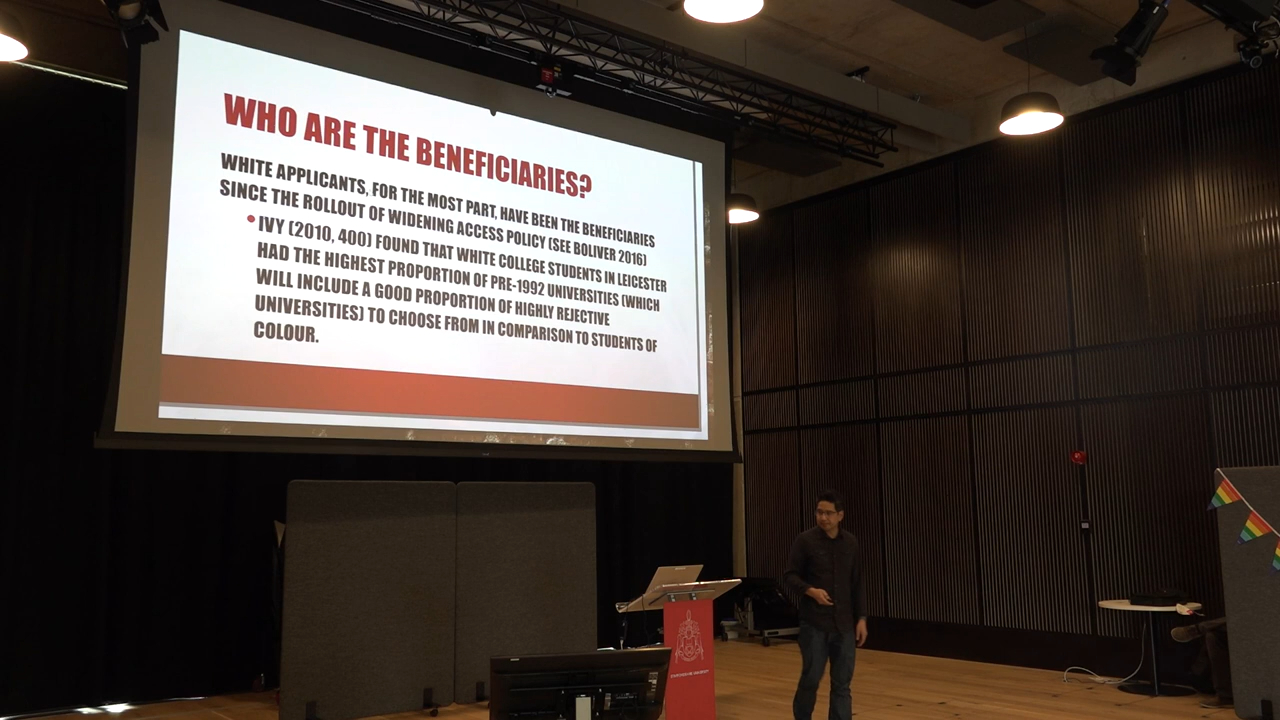 WHO ARE THE BENEFICIARIES?
WHITE APPLICANTS, FOR THE MOST PART, HAVE BEEN THE BENEFICIARIES
SINCE THE ROLLOUT OF WIDENING ACCESS POLICY (SEE BOLIVER 2016)
• IVY (2010, 400) FOUND THAT WHITE COLLEGE STUDENTS IN LEICESTER
HAD THE HIGHEST PROPORTION OF PRE-1992 UNIVERSITIES (WHICH
WILL INCLUDE A GOOD PROPORTION OF HIGHLY REJECTIVE
UNIVERSITIES) TO CHOOSE FROM IN COMPARISON TO STUDENTS OF
COLOUR.